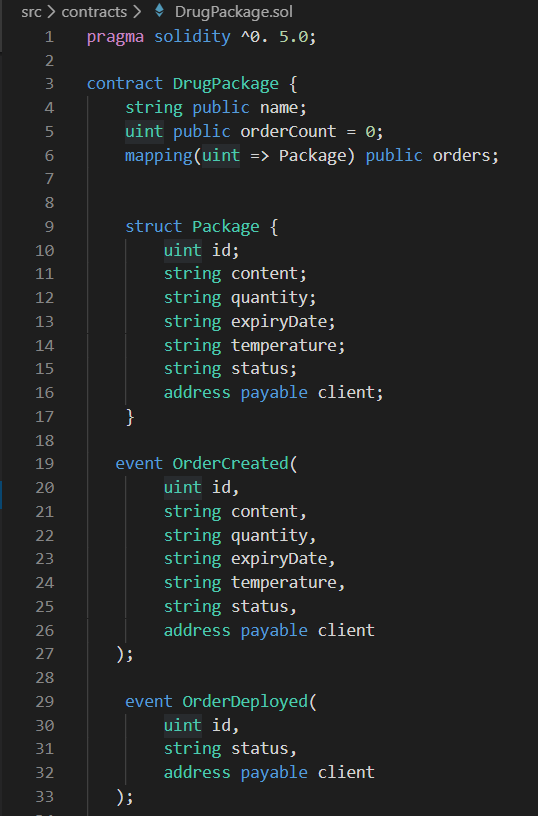 src > contracts > DrugPackage.sol
1 pragma solidity ^0. 5.0;
2
3 contract DrugPackage {
4 string public name;
5 uint public orderCount = 0;
6 mapping(uint => Package) public orders;
7
8
9 struct Package {
10 uint id;
11 string content;
12 string quantity;
13 string expiryDate;
14 string temperature;
15 string status;
16 address payable client;
17 }
18
19 event OrderCreated(
20 uint id,
21 string content,
22 string quantity,
23 string expiryDate,
24 string temperature,
25 string status,
26 address payable client
27 );
28
29 event OrderDeployed(
30 uint id,
31 string status,
32 address payable client
33 );